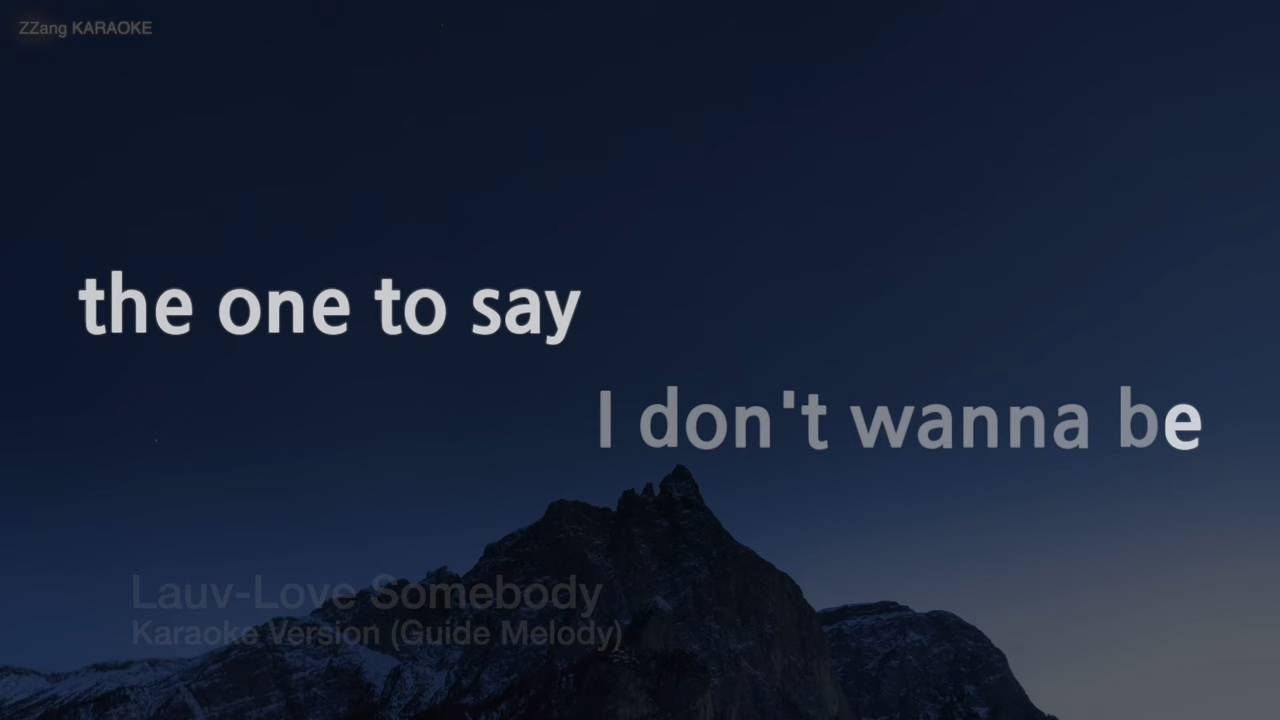 ZZang KARAOKE
the one to say
I don't wanna be
Lauv-Love Somebody
Karaoke Version (Guide Melody)